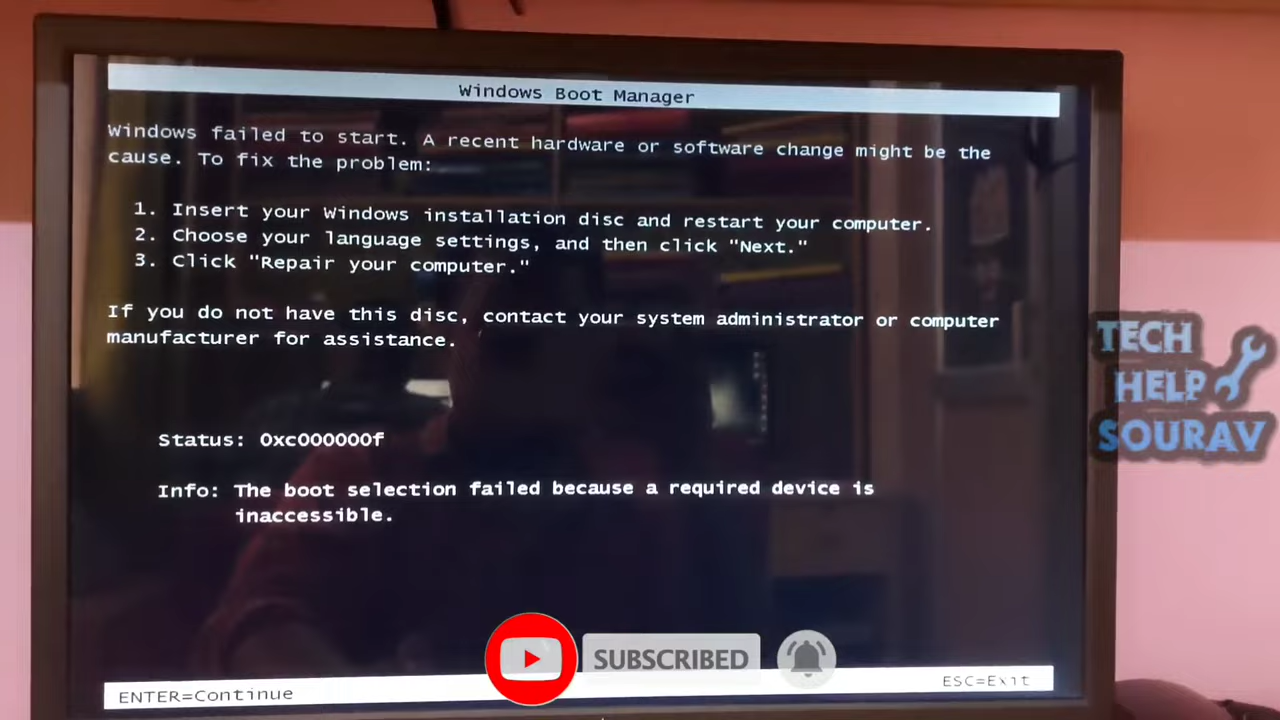 Windows Boot Manager
Windows failed to start. A recent hardware or software change might be the
cause. To fix the problem:
1. Insert your Windows installation disc and restart your computer.
2. Choose your language settings, and then click "Next."
3. Click "Repair your computer."
If you do not have this disc, contact your system administrator or computer
manufacturer for assistance.
TECH
HELP
SOURAV
Status: 0xc000000f
Info: The boot selection failed because a required device is
inaccessible.
SUBSCRIBED
ENTER=Continue
ESC=Exit